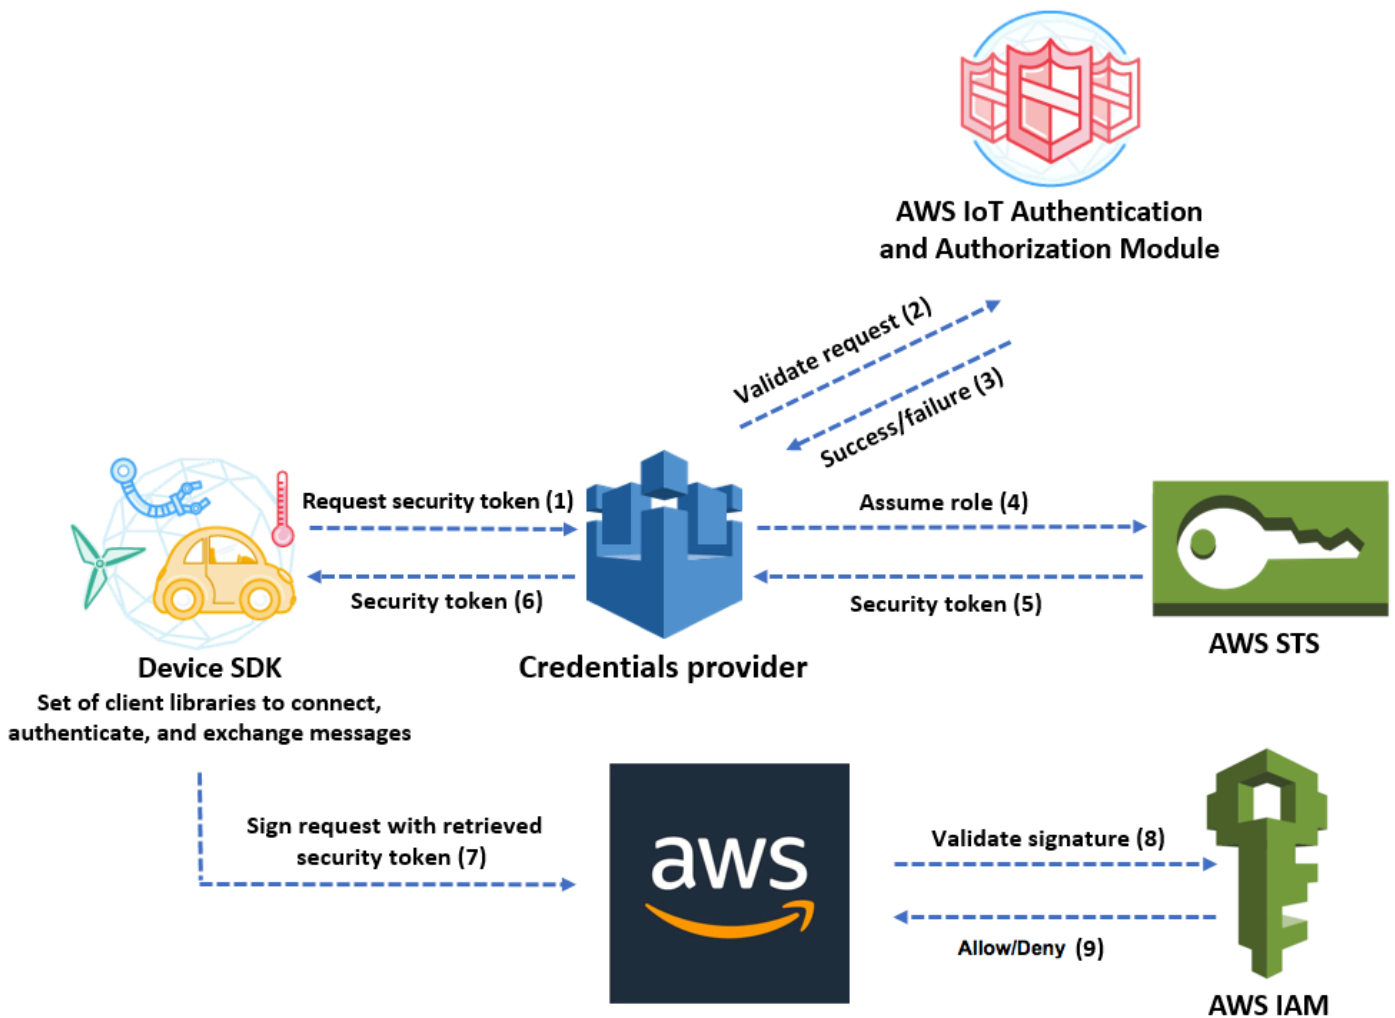 AWS IoT Authentication
and Authorization Module
Validate request (2)
Success/failure (3)
Request security token (1)
Security token (6)
Assume role (4)
Security token (5)
AWS STS
Device SDK
Set of client libraries to connect,
authenticate, and exchange messages
Credentials provider
Sign request with retrieved
security token (7)
aws
Validate signature (8)
Allow/Deny (9)
AWS IAM